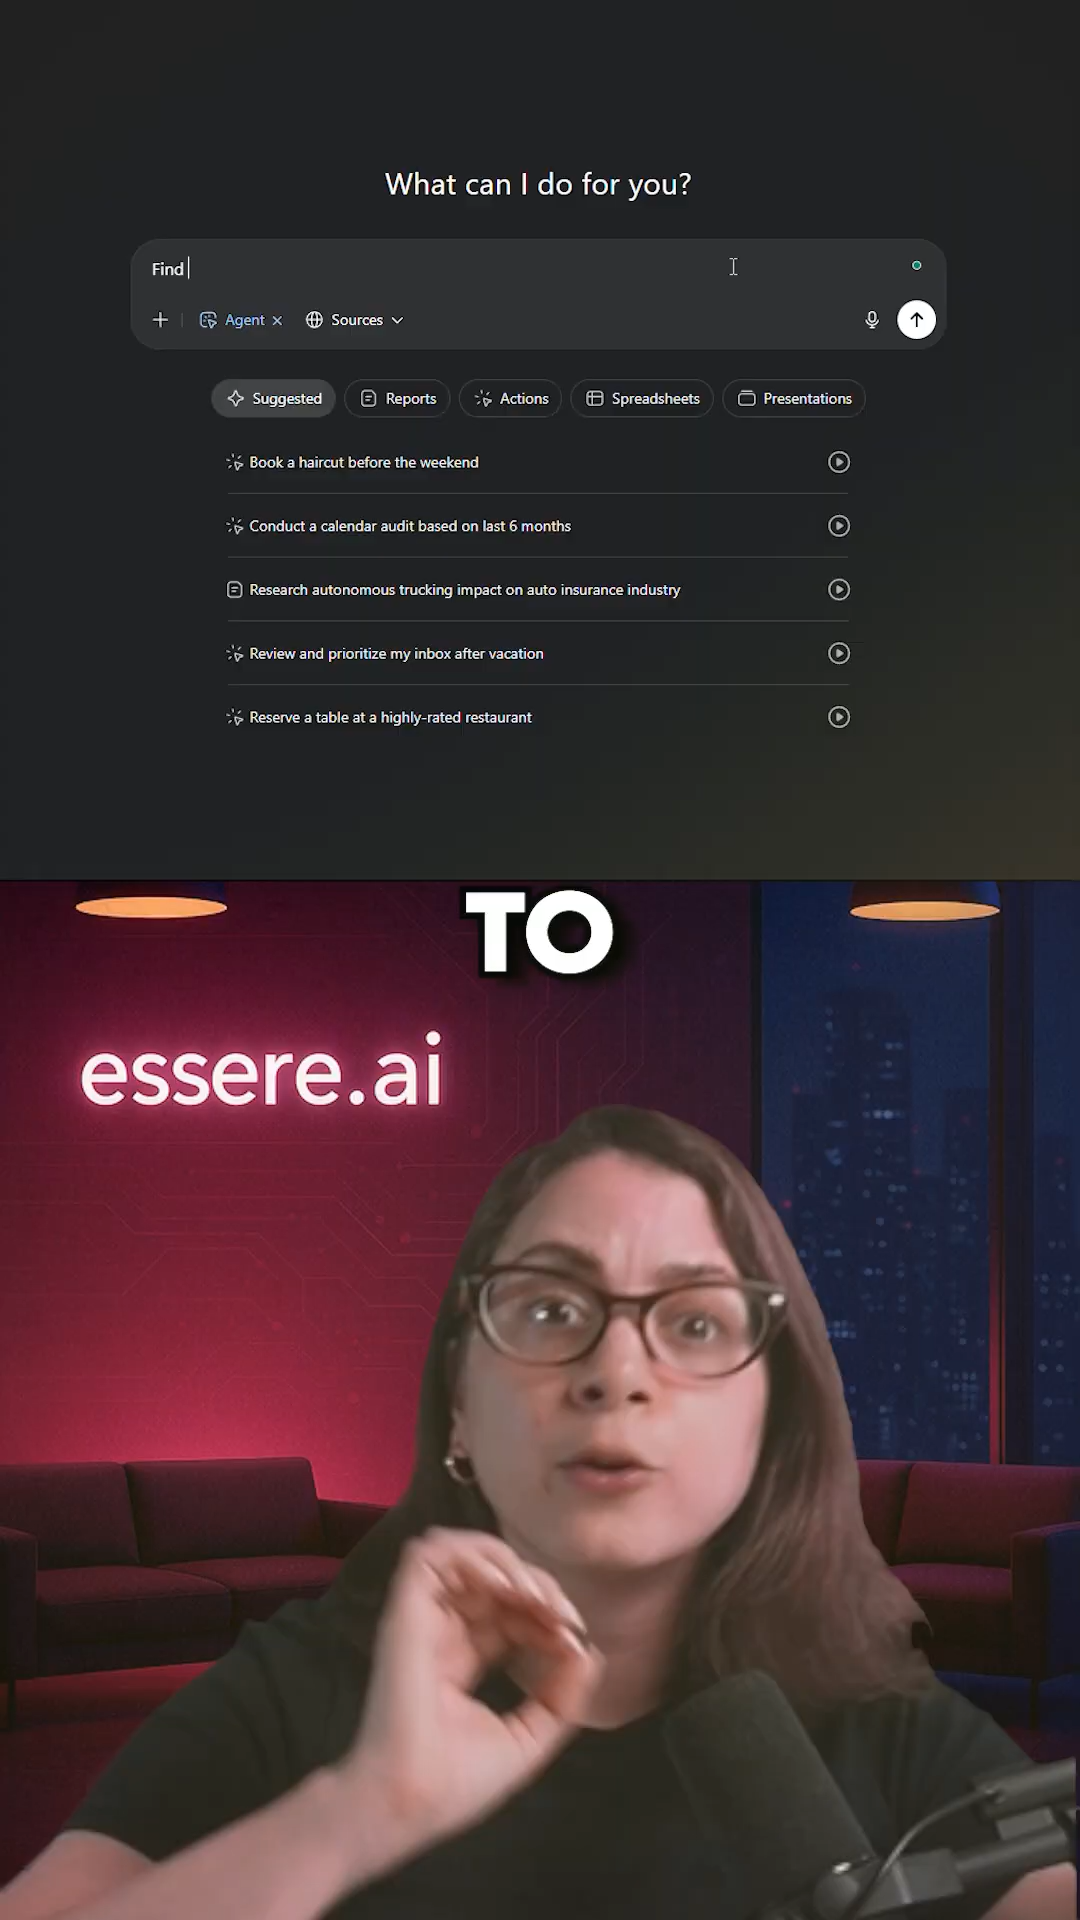 What can I do for you?
Find
Agent
Sources
Suggested
Reports
Actions
Spreadsheets
Presentations
Book a haircut before the weekend
Conduct a calendar audit based on last 6 months
Research autonomous trucking impact on auto insurance industry
Review and prioritize my inbox after vacation
Reserve a table at a highly-rated restaurant
TO
essere.ai